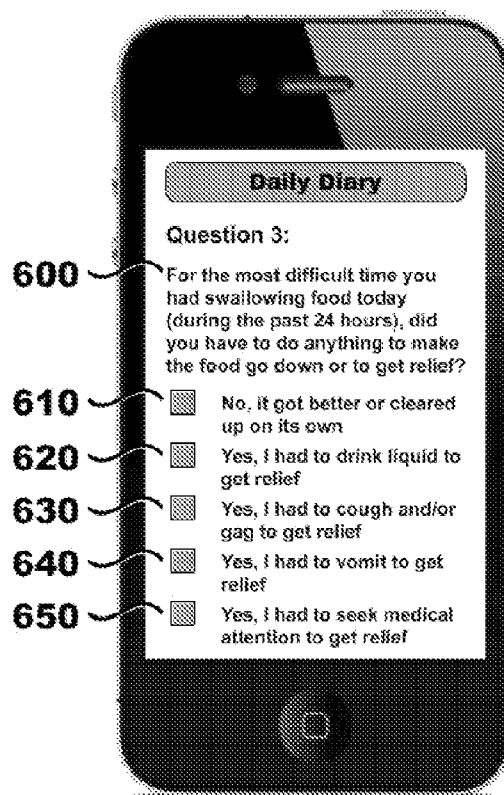 Daily Diary
Question 3:
600
For the most difficult time you
had swallowing food today
(during the past 24 hours), did
you have to do anything to make
the food go down or to get relief?
610
No, it got better or cleared
up on its own
620
Yes, I had to drink liquid to
get relief
630
Yes, I had to cough and/or
gag to get relief
640
Yes, I had to vomit to get
relief
650
Yes, I had to seek medical
attention to get relief